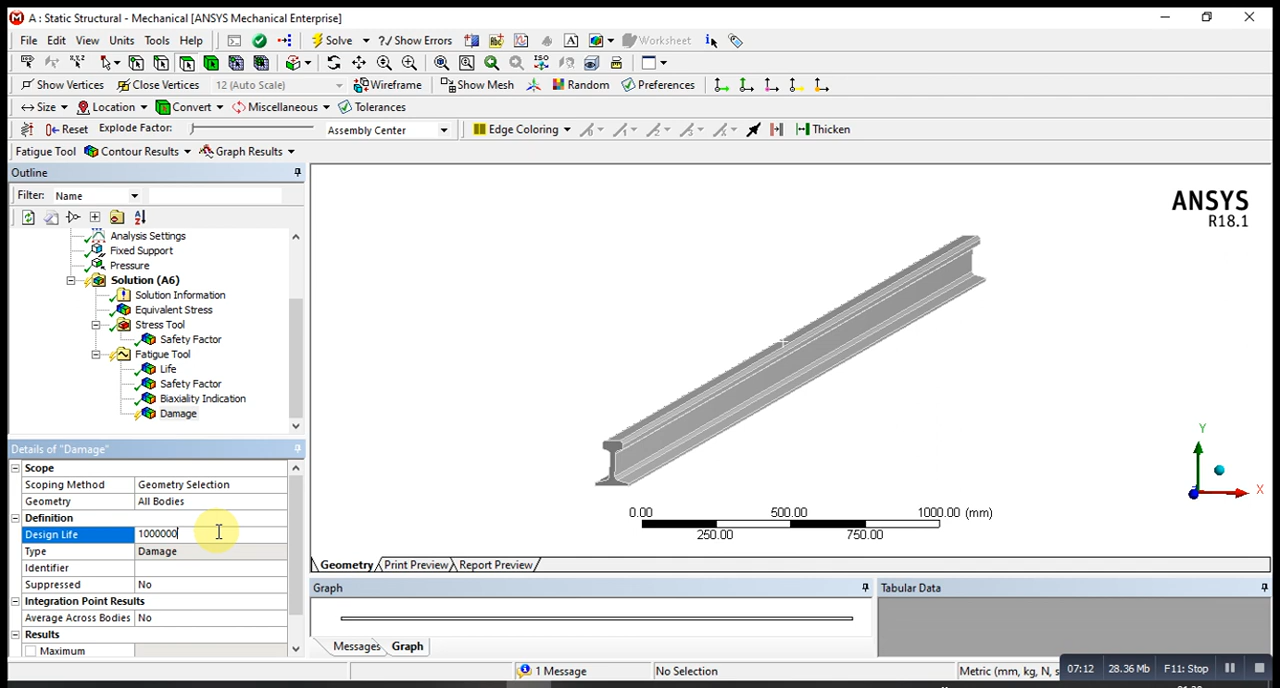 A : Static Structural - Mechanical [ANSYS Mechanical Enterprise]
File Edit View Units Tools Help Solve ?/ Show Errors Worksheet
Show Vertices Close Vertices 12 (Auto Scale) Wireframe Show Mesh Random Preferences
Size Location Convert Miscellaneous Tolerances
Reset Explode Factor: Assembly Center Edge Coloring Thicken
Fatigue Tool Contour Results Graph Results
Outline
Filter: Name
Analysis Settings
Fixed Support
Pressure
Solution (A6)
Solution Information
Equivalent Stress
Stress Tool
Safety Factor
Fatigue Tool
Life
Safety Factor
Biaxiality Indication
Damage
Details of "Damage"
Scope
Scoping Method Geometry Selection
Geometry All Bodies
Definition
Design Life 1000000
Type Damage
Identifier
Suppressed No
Integration Point Results
Average Across Bodies No
Results
Maximum
ANSYS
R18.1
Y
X
0.00 500.00 1000.00 (mm)
250.00 750.00
Geometry Print Preview Report Preview
Graph
Tabular Data
Messages Graph
1 Message No Selection Metric (mm, kg, N, s
07:12 28.36 Mb F11: Stop